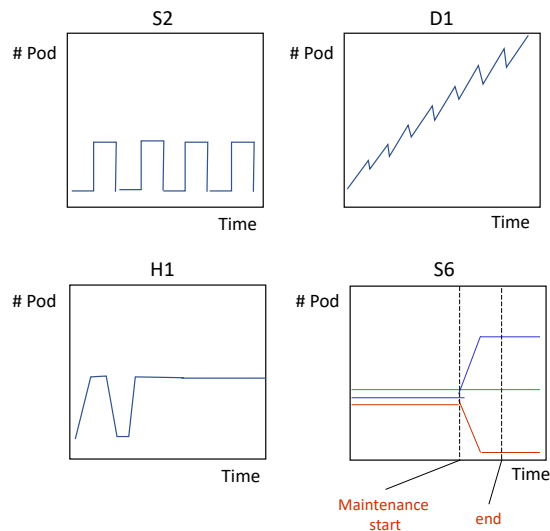 S2
# Pod
Time
D1
# Pod
Time
H1
# Pod
Time
S6
# Pod
Time
Maintenance
start
end